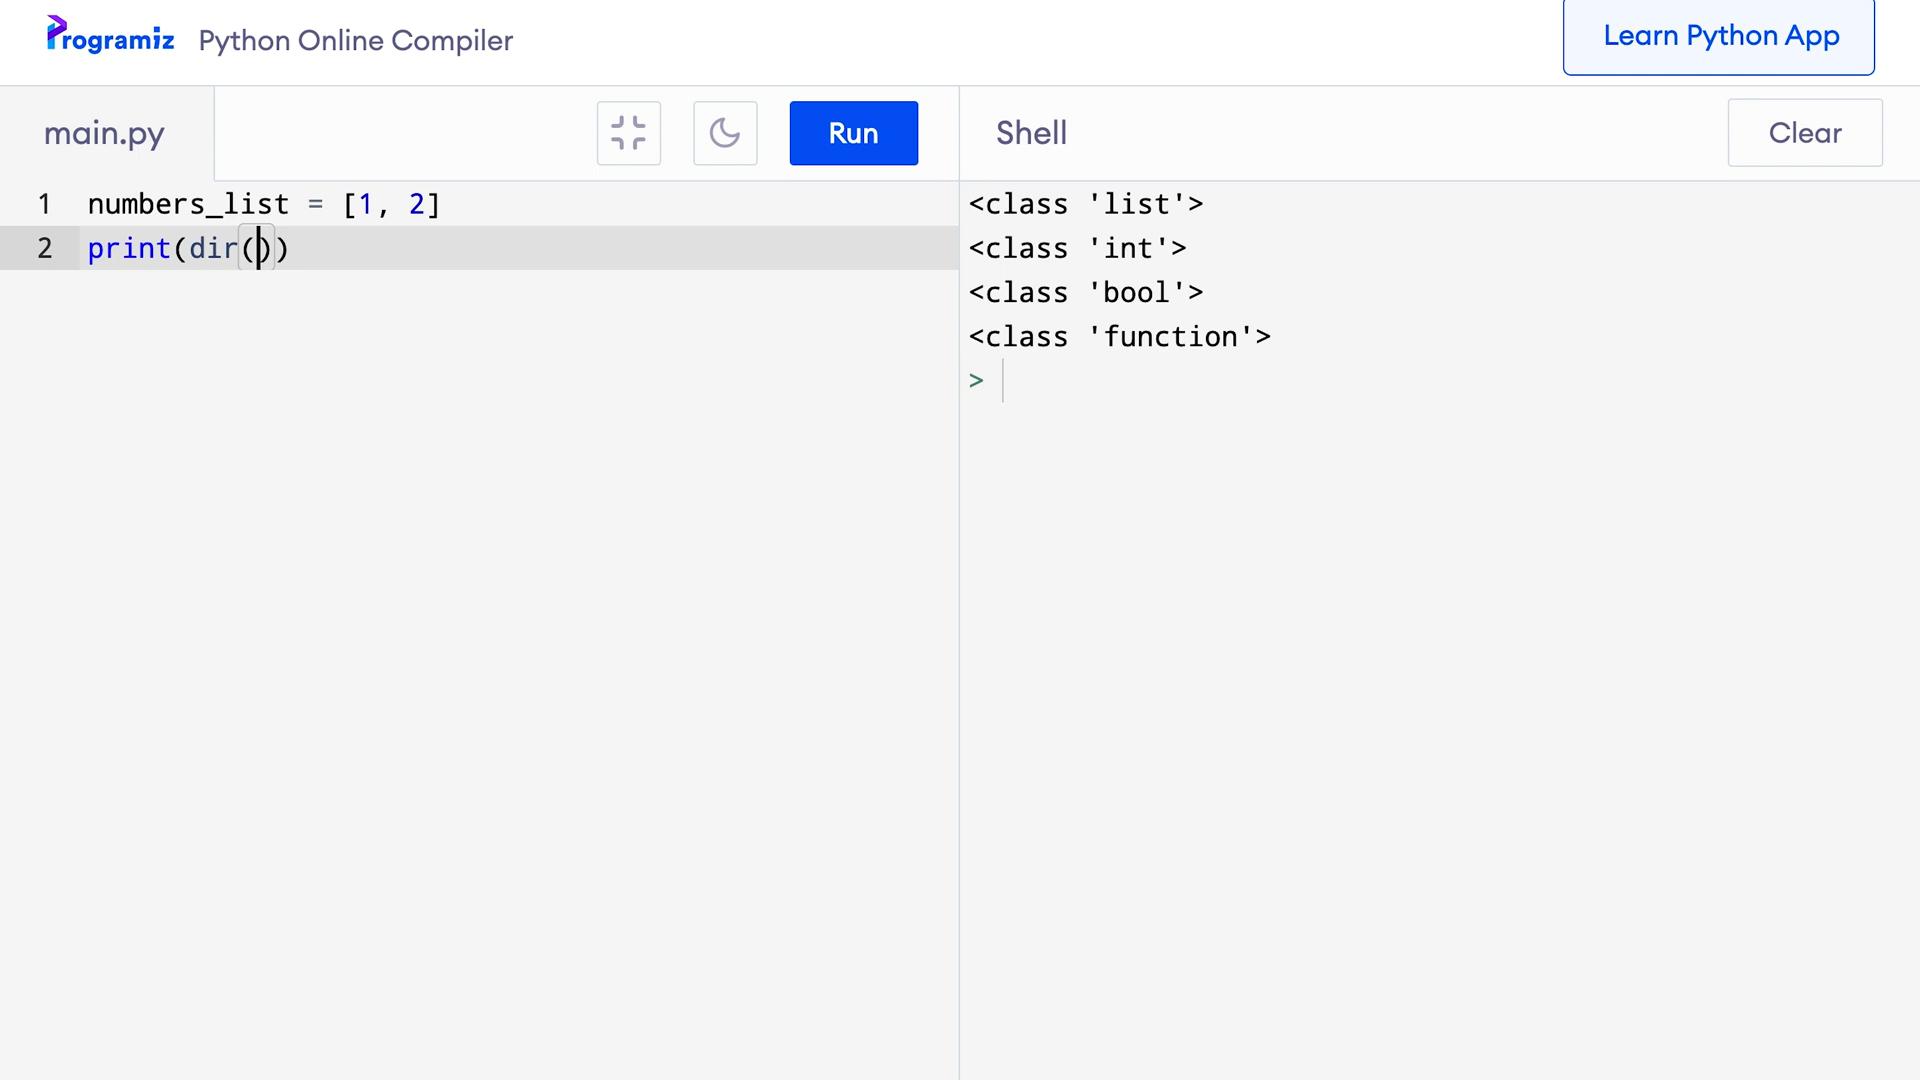 Programiz Python Online Compiler
Learn Python App
main.py
Run
Shell
Clear
1 numbers_list = [1, 2]
2 print(dir())
<class 'list'>
<class 'int'>
<class 'bool'>
<class 'function'>
>